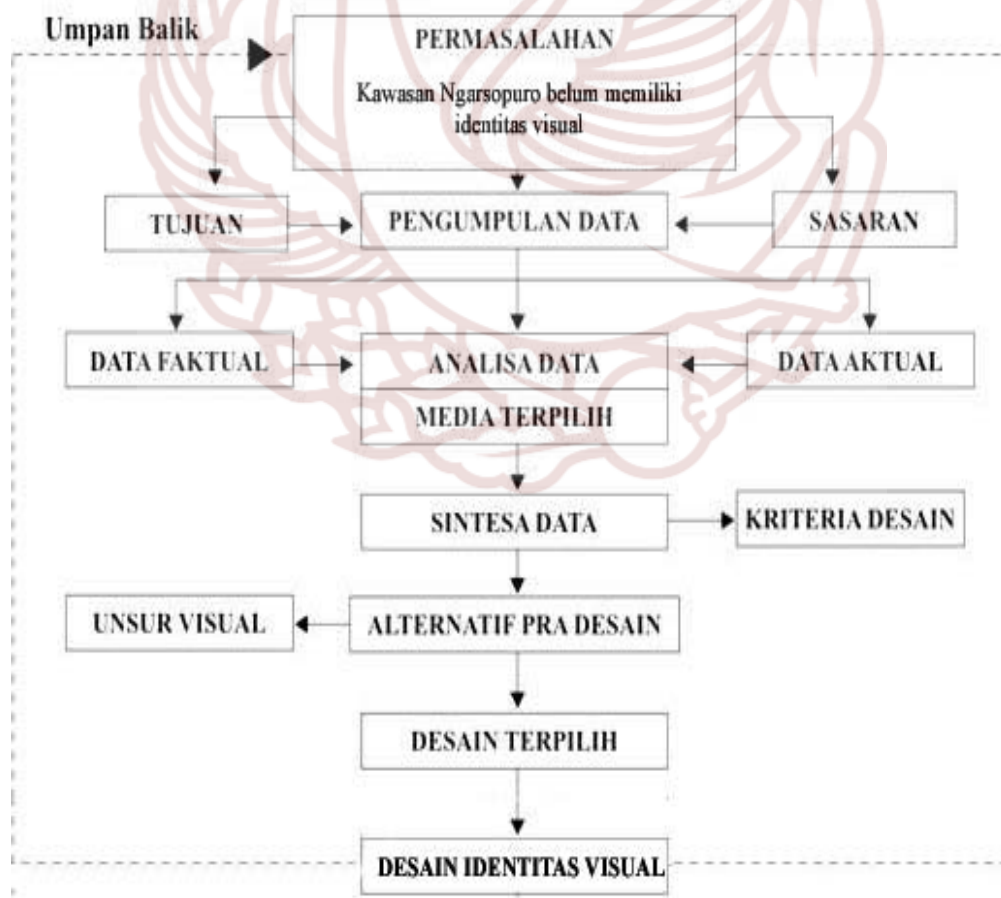 Umpan Balik
PERMASALAHAN
Kawasan Ngarsopuro belum memiliki
identitas visual
TUJUAN
PENGUMPULAN DATA
SASARAN
DATA FAKTUAL
ANALISA DATA
DATA AKTUAL
MEDIA TERPILIH
SINTESA DATA
KRITERIA DESAIN
UNSUR VISUAL
ALTERNATIF PRA DESAIN
DESAIN TERPILIH
DESAIN IDENTITAS VISUAL